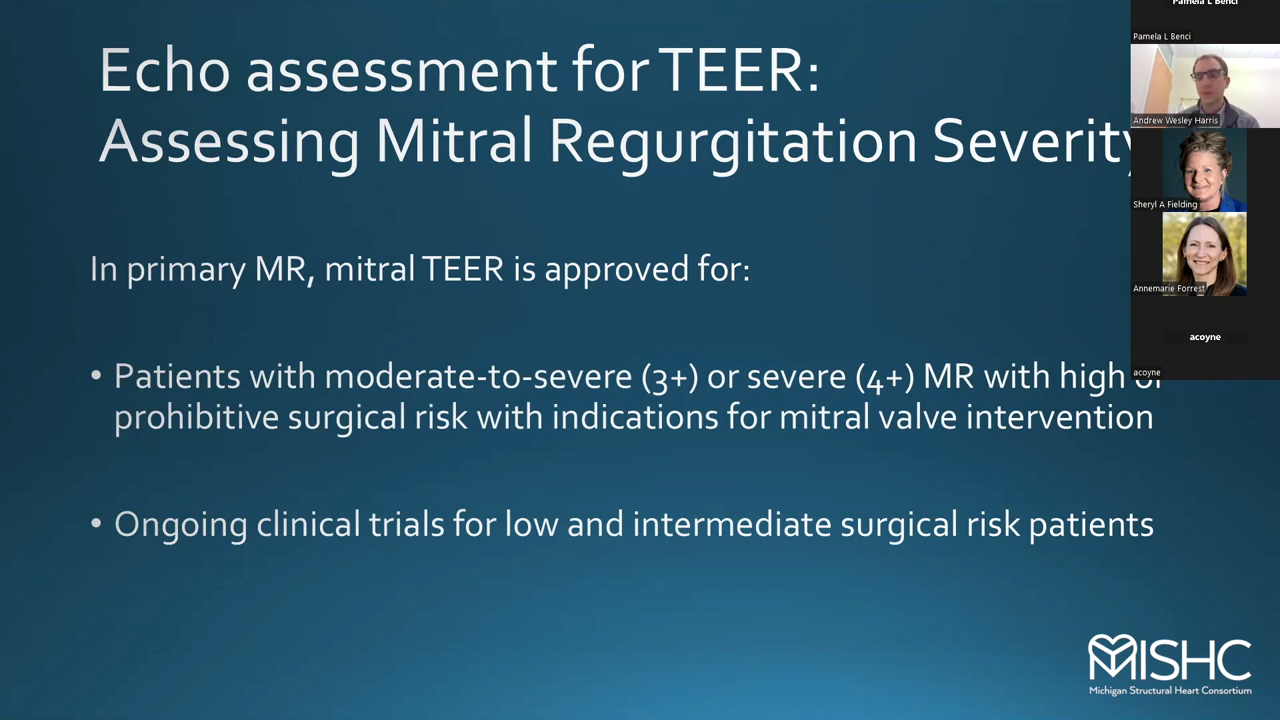 Echo assessment for TEER:
Assessing Mitral Regurgitation Severity
In primary MR, mitral TEER is approved for:
• Patients with moderate-to-severe (3+) or severe (4+) MR with high or
prohibitive surgical risk with indications for mitral valve intervention
• Ongoing clinical trials for low and intermediate surgical risk patients
MISHC
Michigan Structural Heart Consortium
Pamela L Benci
Pamela L Benci
Andrew Wesley Harris
Sheryl A Fielding
Annemarie Forrest
acoyne
acoyne